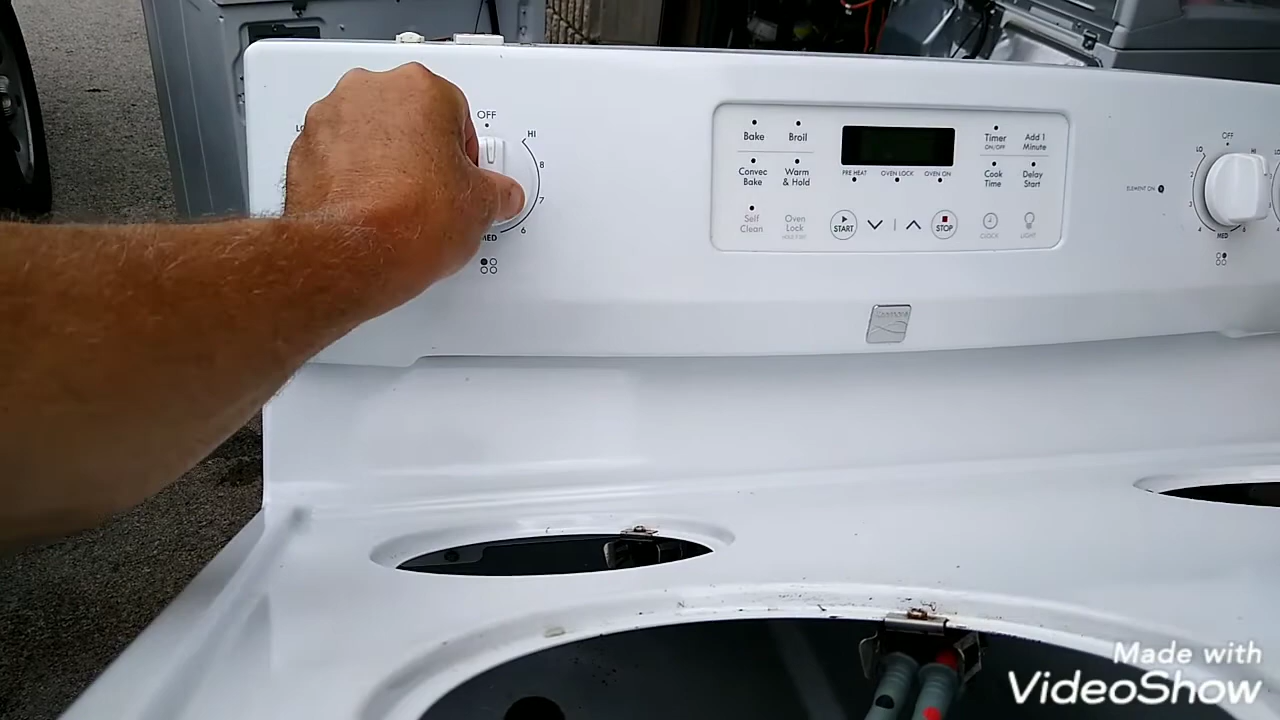 LO
OFF
HI
8
7
6
MED
Bake
Broil
Convec
Bake
Warm
& Hold
Self
Clean
Oven
Lock
PRE HEAT
OVEN LOCK
OVEN ON
START
STOP
Timer
ON/OFF
Add 1
Minute
Cook
Time
Delay
Start
CLOCK
LIGHT
ELEMENT ON
OFF
LO
HI
MED
LO
Made with
VideoShow